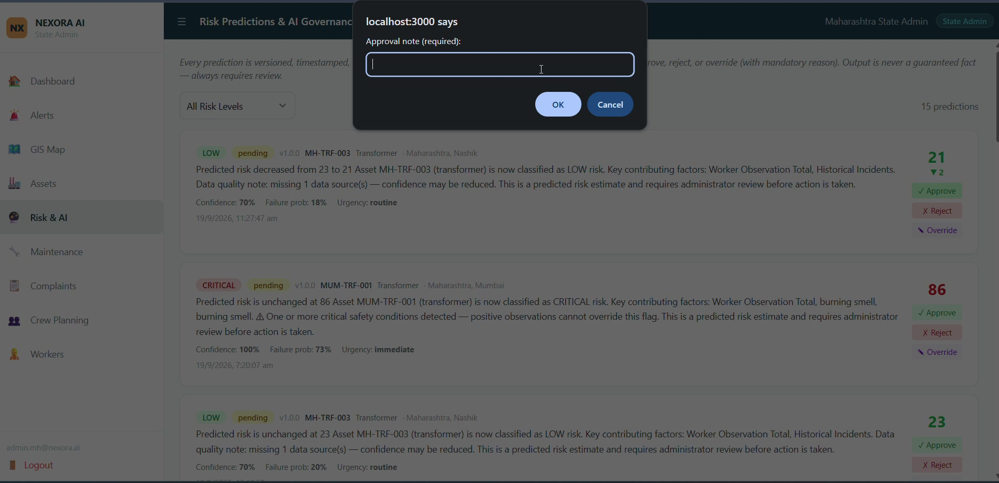 NX
NEXORA AI
State Admin
Dashboard
Alerts
GIS Map
Assets
Risk & AI
Maintenance
Complaints
Crew Planning
Workers
admin.mh@nexora.ai
Logout
☰ Risk Predictions & AI Governanc
Maharashtra State Admin State Admin
localhost:3000 says
Approval note (required):
OK Cancel
Every prediction is versioned, timestamped, rove, reject, or override (with mandatory reason). Output is never a guaranteed fact
— always requires review.
All Risk Levels
15 predictions
LOW pending v1.0.0 MH-TRF-003 Transformer · Maharashtra, Nashik
Predicted risk decreased from 23 to 21 Asset MH-TRF-003 (transformer) is now classified as LOW risk. Key contributing factors: Worker Observation Total, Historical Incidents.
Data quality note: missing 1 data source(s) — confidence may be reduced. This is a predicted risk estimate and requires administrator review before action is taken.
Confidence: 70% Failure prob: 18% Urgency: routine
19/9/2026, 11:27:47 am
21
▼ 2
✓ Approve
✗ Reject
✎ Override
CRITICAL pending v1.0.0 MUM-TRF-001 Transformer · Maharashtra, Mumbai
Predicted risk is unchanged at 86 Asset MUM-TRF-001 (transformer) is now classified as CRITICAL risk. Key contributing factors: Worker Observation Total, burning smell,
burning smell. ⚠ One or more critical safety conditions detected — positive observations cannot override this flag. This is a predicted risk estimate and requires administrator
review before action is taken.
Confidence: 100% Failure prob: 73% Urgency: immediate
19/9/2026, 7:20:07 am
86
✓ Approve
✗ Reject
✎ Override
LOW pending v1.0.0 MH-TRF-003 Transformer · Maharashtra, Nashik
Predicted risk is unchanged at 23 Asset MH-TRF-003 (transformer) is now classified as LOW risk. Key contributing factors: Worker Observation Total, Historical Incidents. Data
quality note: missing 1 data source(s) — confidence may be reduced. This is a predicted risk estimate and requires administrator review before action is taken.
Confidence: 70% Failure prob: 20% Urgency: routine
23
✓ Approve
✗ Reject